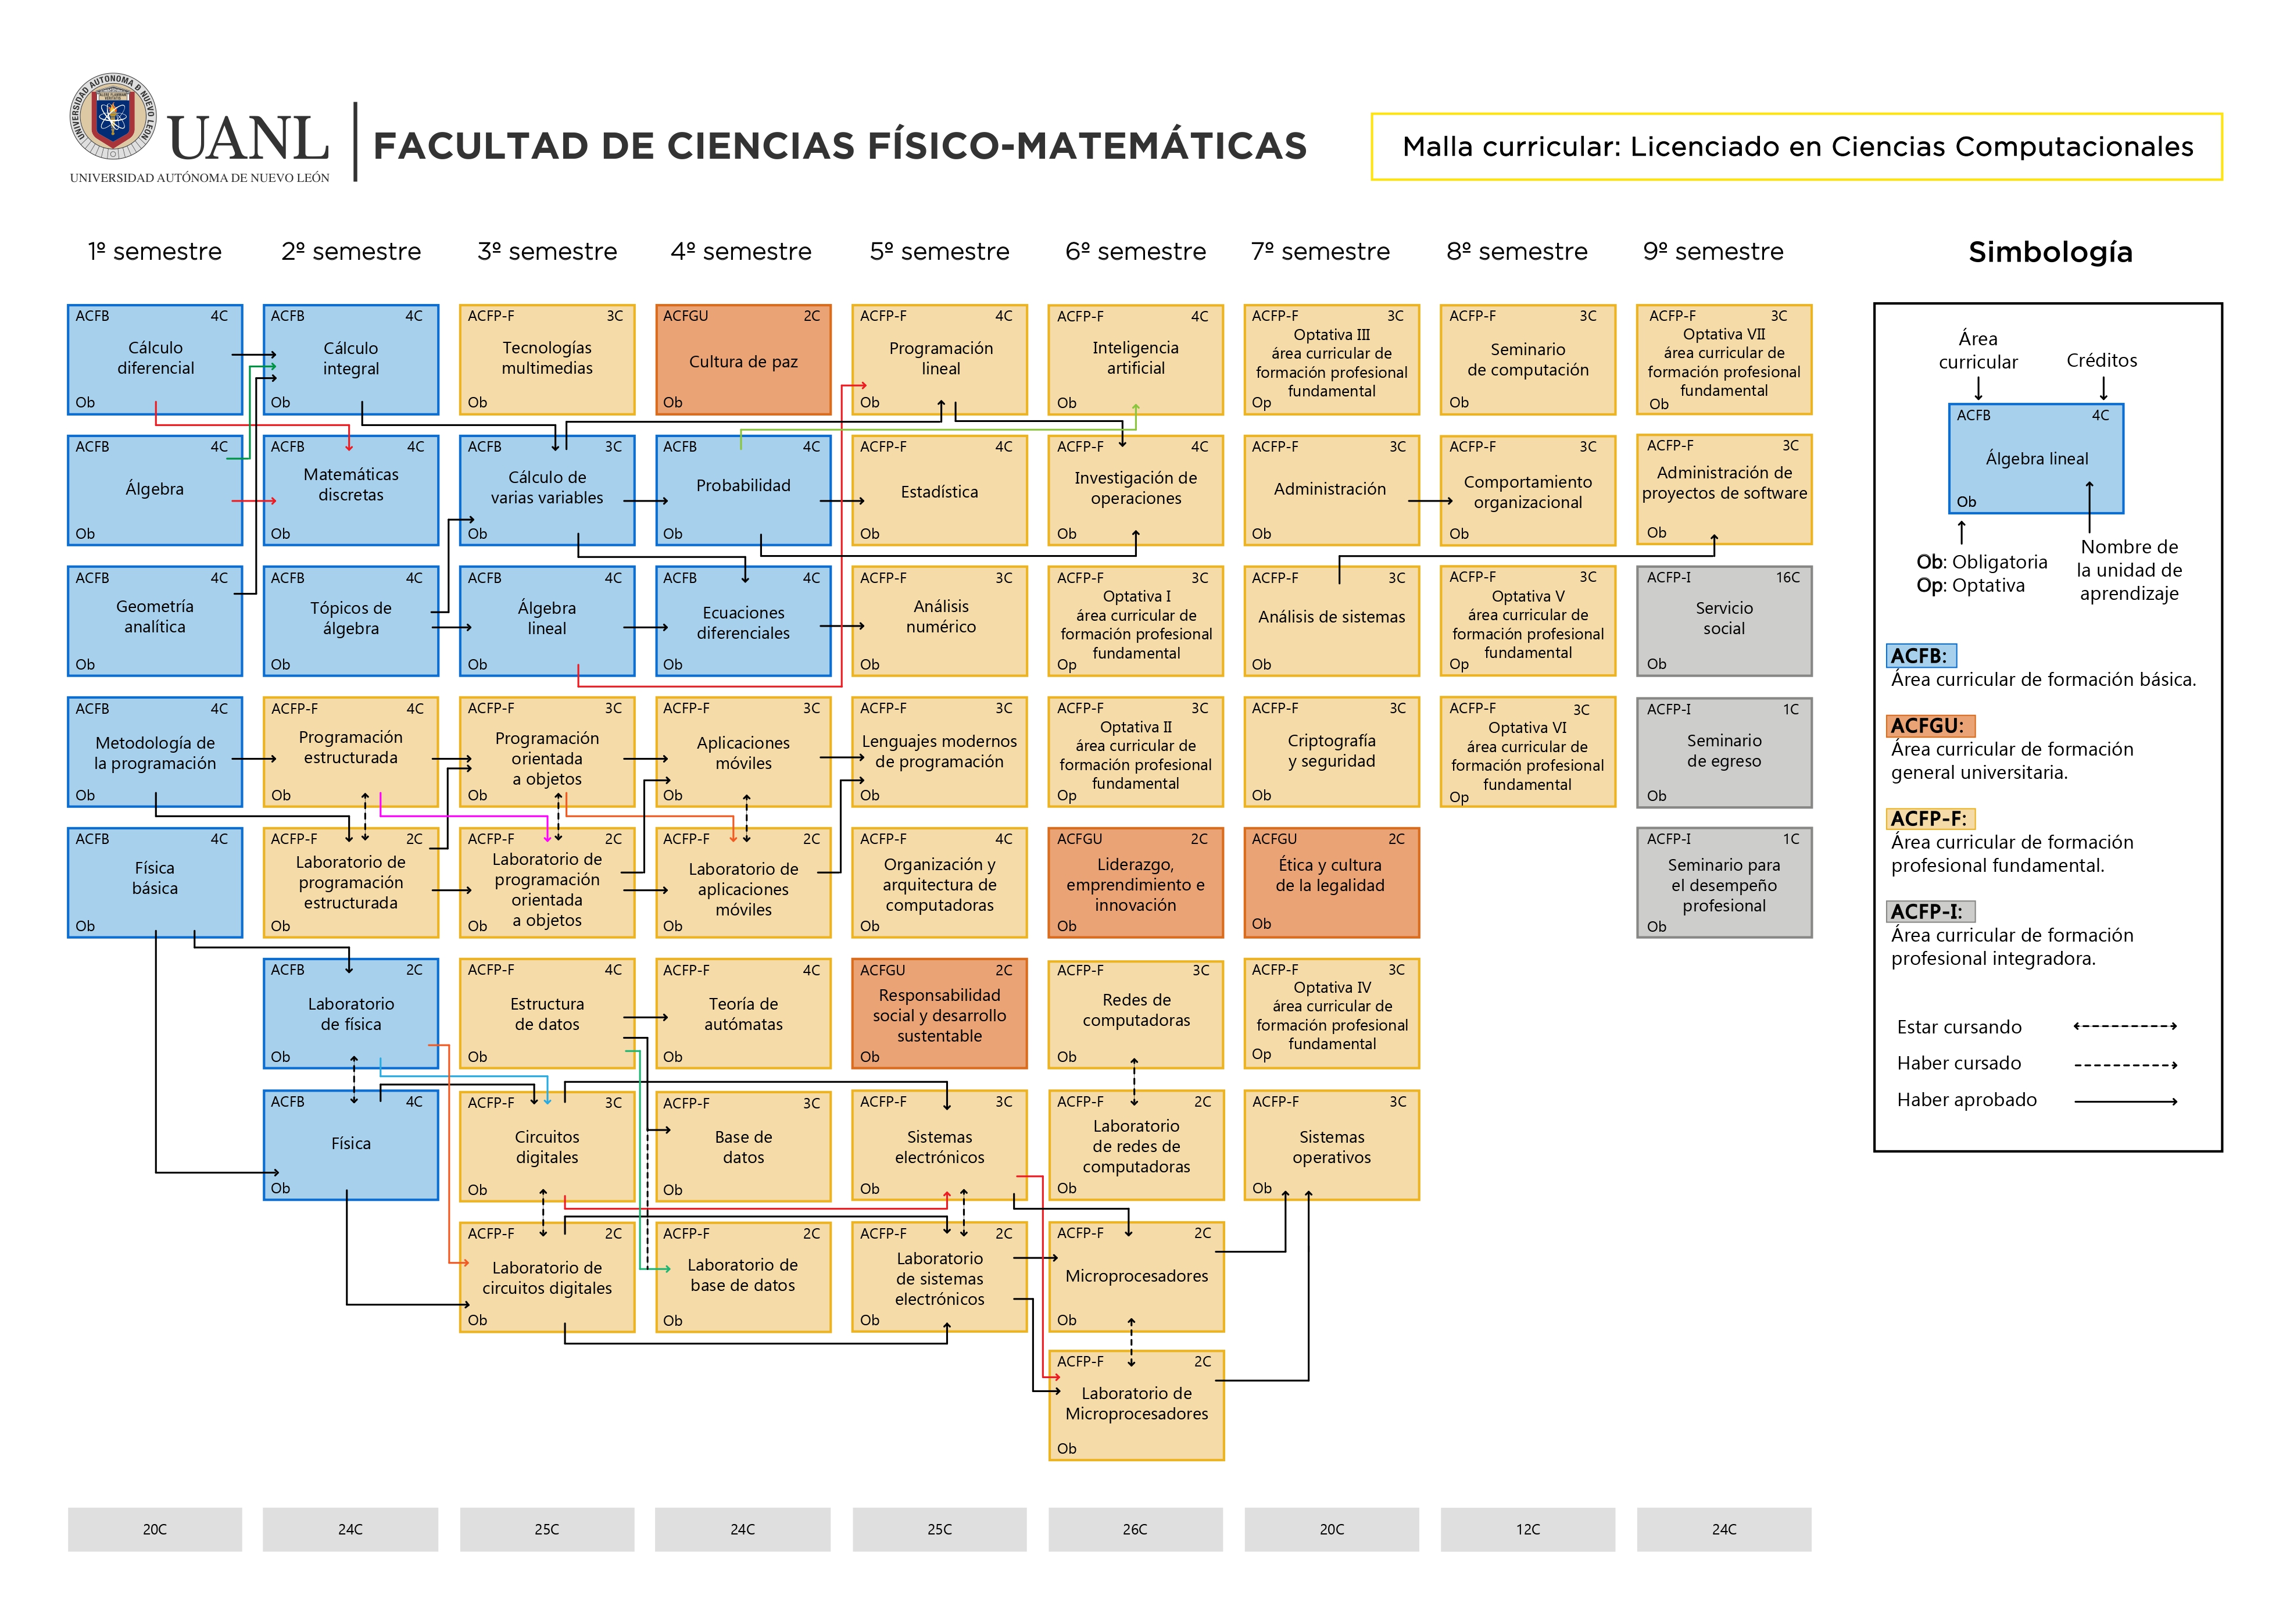 UNIVERSIDAD AUTÓNOMA DE NUEVO LEÓN
UANL
UNIVERSIDAD AUTÓNOMA DE NUEVO LEÓN
FACULTAD DE CIENCIAS FÍSICO-MATEMÁTICAS
Malla curricular: Licenciado en Ciencias Computacionales
1º semestre
ACFB 4C
Cálculo
diferencial
Ob
ACFB 4C
Álgebra
Ob
ACFB 4C
Geometría
analítica
Ob
ACFB 4C
Metodología de
la programación
Ob
ACFB 4C
Física
básica
Ob
20C
2º semestre
ACFB 4C
Cálculo
integral
Ob
ACFB 4C
Matemáticas
discretas
Ob
ACFB 4C
Tópicos de
álgebra
Ob
ACFP-F 4C
Programación
estructurada
Ob
ACFP-F 2C
Laboratorio de
programación
estructurada
Ob
ACFB 2C
Laboratorio
de física
Ob
ACFB 4C
Física
Ob
24C
3º semestre
ACFP-F 3C
Tecnologías
multimedias
Ob
ACFB 3C
Cálculo de
varias variables
Ob
ACFB 4C
Álgebra
lineal
Ob
ACFP-F 3C
Programación
orientada
a objetos
Ob
ACFP-F 2C
Laboratorio de
programación
orientada
a objetos
Ob
ACFP-F 4C
Estructura
de datos
Ob
ACFP-F 3C
Circuitos
digitales
Ob
ACFP-F 2C
Laboratorio de
circuitos digitales
Ob
25C
4º semestre
ACFGU 2C
Cultura de paz
Ob
ACFB 4C
Probabilidad
Ob
ACFB 4C
Ecuaciones
diferenciales
Ob
ACFP-F 3C
Aplicaciones
móviles
Ob
ACFP-F 2C
Laboratorio de
aplicaciones
móviles
Ob
ACFP-F 4C
Teoría de
autómatas
Ob
ACFP-F 3C
Base de
datos
Ob
ACFP-F 2C
Laboratorio de
base de datos
Ob
24C
5º semestre
ACFP-F 4C
Programación
lineal
Ob
ACFP-F 4C
Estadística
Ob
ACFP-F 3C
Análisis
numérico
Ob
ACFP-F 3C
Lenguajes modernos
de programación
Ob
ACFP-F 4C
Organización y
arquitectura de
computadoras
Ob
ACFGU 2C
Responsabilidad
social y desarrollo
sustentable
Ob
ACFP-F 3C
Sistemas
electrónicos
Ob
ACFP-F 2C
Laboratorio
de sistemas
electrónicos
Ob
25C
6º semestre
ACFP-F 4C
Inteligencia
artificial
Ob
ACFP-F 4C
Investigación de
operaciones
Ob
ACFP-F 3C
Optativa I
área curricular de
formación profesional
fundamental
Op
ACFP-F 3C
Optativa II
área curricular de
formación profesional
fundamental
Op
ACFGU 2C
Liderazgo,
emprendimiento e
innovación
Ob
ACFP-F 3C
Redes de
computadoras
Ob
ACFP-F 2C
Laboratorio
de redes de
computadoras
Ob
ACFP-F 2C
Microprocesadores
Ob
ACFP-F 2C
Laboratorio de
Microprocesadores
Ob
26C
7º semestre
ACFP-F 3C
Optativa III
área curricular de
formación profesional
fundamental
Op
ACFP-F 3C
Administración
Ob
ACFP-F 3C
Análisis de sistemas
Ob
ACFP-F 3C
Criptografía
y seguridad
Ob
ACFGU 2C
Ética y cultura
de la legalidad
Ob
ACFP-F 3C
Optativa IV
área curricular de
formación profesional
fundamental
Op
ACFP-F 3C
Sistemas
operativos
Ob
20C
8º semestre
ACFP-F 3C
Seminario
de computación
Ob
ACFP-F 3C
Comportamiento
organizacional
Ob
ACFP-F 3C
Optativa V
área curricular de
formación profesional
fundamental
Op
ACFP-F 3C
Optativa VI
área curricular de
formación profesional
fundamental
Op
12C
9º semestre
ACFP-F 3C
Optativa VII
área curricular de
formación profesional
fundamental
Ob
ACFP-F 3C
Administración de
proyectos de software
Ob
ACFP-I 16C
Servicio
social
Ob
ACFP-I 1C
Seminario
de egreso
Ob
ACFP-I 1C
Seminario para
el desempeño
profesional
Ob
24C
Simbología
Área
curricular
Créditos
ACFB 4C
Álgebra lineal
Ob
Ob: Obligatoria
Op: Optativa
Nombre de
la unidad de
aprendizaje
ACFB:
Área curricular de formación básica.
ACFGU:
Área curricular de formación
general universitaria.
ACFP-F:
Área curricular de formación
profesional fundamental.
ACFP-I:
Área curricular de formación
profesional integradora.
Estar cursando
Haber cursado
Haber aprobado